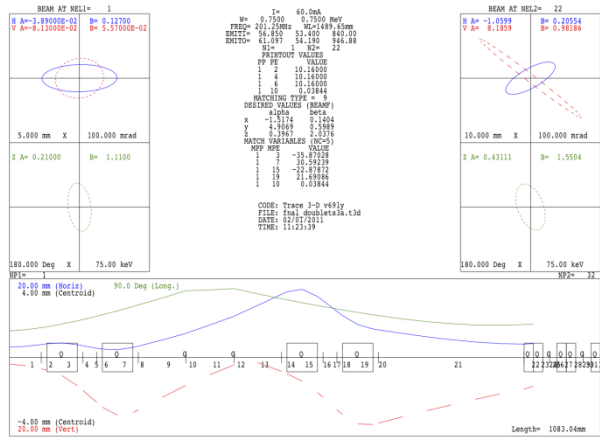 BEAM AT NEL1= 1
H A=-3.89000E-02 B= 0.12700
V A=-8.13000E-02 B= 5.57000E-02
5.000 mm X 100.000 mrad
Z A= 0.21000 B= 1.1100
180.000 Deg X 75.00 keV
NP1= 1
I= 60.0mA
W= 0.7500 0.7500 MeV
FREQ= 201.25MHz WL=1489.65mm
EMITI= 56.850 53.400 840.00
EMITO= 61.097 54.190 946.88
N1= 1 N2= 22
PRINTOUT VALUES
PP PE VALUE
1 2 10.16000
1 4 10.16000
1 6 10.16000
1 10 0.03844
MATCHING TYPE = 9
DESIRED VALUES (BEAMF)
alpha beta
x -1.5174 0.1404
y 4.9069 0.5989
z 0.3967 2.0376
MATCH VARIABLES (NC=5)
MPP MPE VALUE
1 3 -35.87028
1 7 30.59239
1 15 -22.87872
1 19 21.69086
1 10 0.03844
CODE: Trace 3-D v69ly
FILE: fnal_doublets3a.t3d
DATE: 02/01/2011
TIME: 11:23:39
BEAM AT NEL2= 22
H A= -1.0599 B= 0.20554
V A= 8.1859 B= 0.98186
10.000 mm X 100.000 mrad
Z A= 0.43111 B= 1.5504
180.000 Deg X 75.00 keV
NP2= 32
20.00 mm (Horiz) 90.0 Deg (Long.)
4.00 mm (Centroid)
Q Q G G Q Q Q Q G Q Q G Q
1 2 3 4 5 6 7 8 9 10 11 12 13 14 15 16 17 18 19 20 21 22
-4.00 mm (Centroid)
20.00 mm (Vert)
Length= 1083.04mm